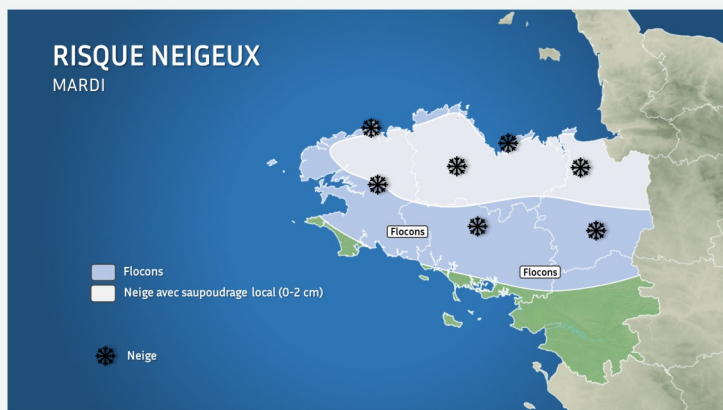 RISQUE NEIGEUX
MARDI
Flocons
Flocons
Flocons
Neige avec saupoudrage local (0-2 cm)
Neige